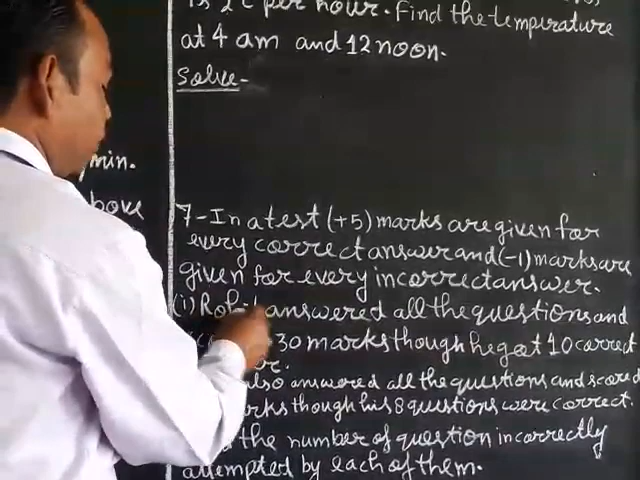 is 2°c per hour. Find the temperature
at 4 am and 12 noon.
Solve-
min.
bove
7-In a test (+5) marks are given for
every correct answer and (-1) marks are
given for every incorrect answer.
(i) answered all the questions and
30 marks though he got 10 correct
also answered all the questions and scored
though his 8 questions were correct.
the number of question incorrectly
attempted by each of them.